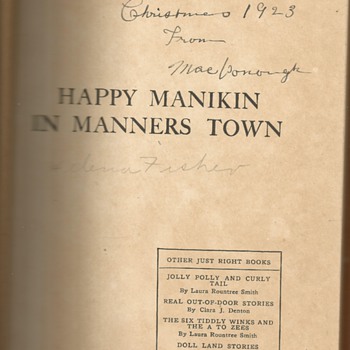 Christmas 1923
From
MacDonough
HAPPY MANIKIN
IN MANNERS TOWN
Edena Fisher
OTHER JUST RIGHT BOOKS
JOLLY POLLY AND CURLY
TAIL
By Laura Rountree Smith
REAL OUT-OF-DOOR STORIES
By Clara J. Denton
THE SIX TIDDLY WINKS AND
THE A TO ZEES
By Laura Rountree Smith
DOLL LAND STORIES